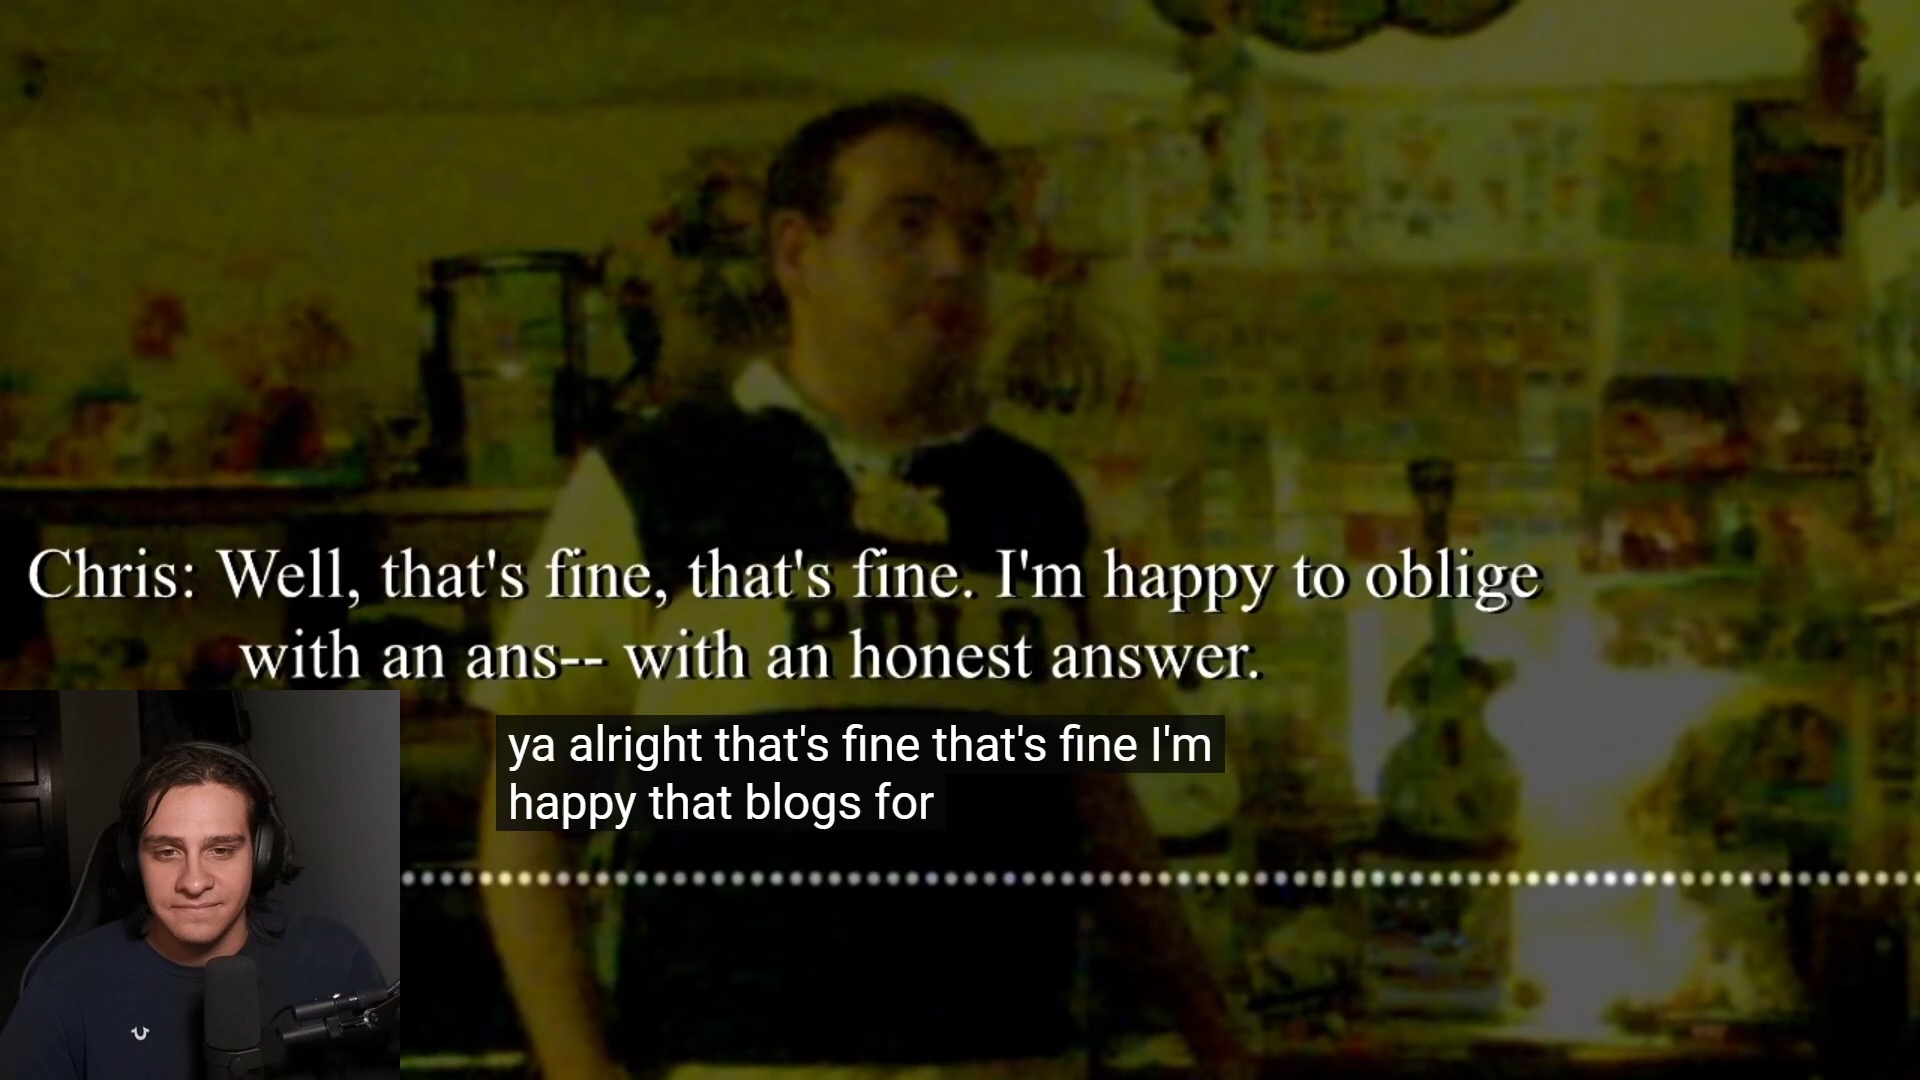 Chris: Well, that's fine, that's fine. I'm happy to oblige
with an ans-- with an honest answer.
POLO
ya alright that's fine that's fine I'm
happy that blogs for